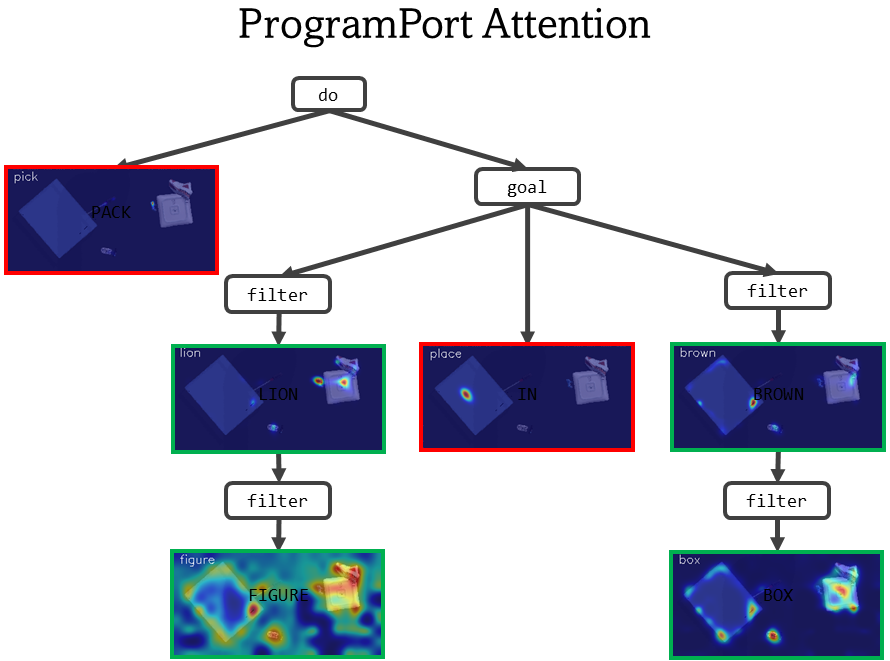 ProgramPort Attention
do
pick
PACK
goal
filter
filter
lion
LION
place
IN
brown
BROWN
filter
filter
figure
FIGURE
box
BOX